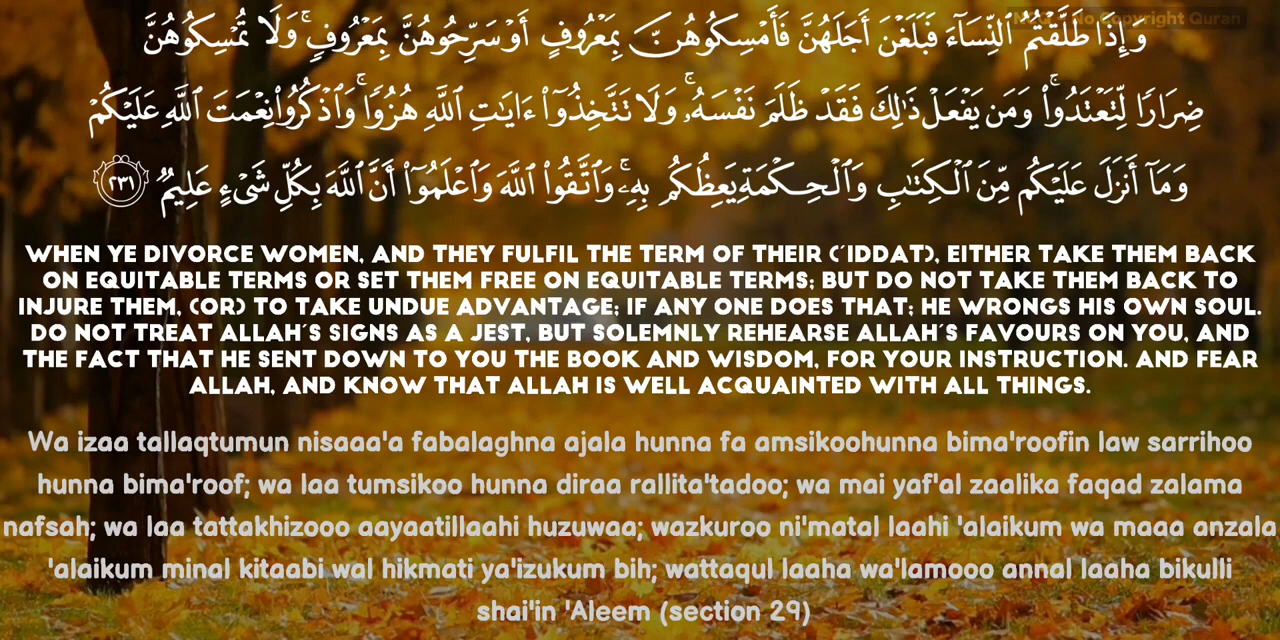 No Copyright Quran
وَإِذَا طَلَّقْتُمُ ٱلنِّسَآءَ فَبَلَغْنَ أَجَلَهُنَّ فَأَمْسِكُوهُنَّ بِمَعْرُوفٍ أَوْ سَرِّحُوهُنَّ بِمَعْرُوفٍ ۚ وَلَا تُمْسِكُوهُنَّ
ضِرَارًا لِّتَعْتَدُوا۟ ۚ وَمَن يَفْعَلْ ذَٰلِكَ فَقَدْ ظَلَمَ نَفْسَهُۥ ۚ وَلَا تَتَّخِذُوٓا۟ ءَايَٰتِ ٱللَّهِ هُزُوًا ۚ وَٱذْكُرُوا۟ نِعْمَتَ ٱللَّهِ عَلَيْكُمْ
وَمَآ أَنزَلَ عَلَيْكُم مِّنَ ٱلْكِتَٰبِ وَٱلْحِكْمَةِ يَعِظُكُم بِهِۦ ۚ وَٱتَّقُوا۟ ٱللَّهَ وَٱعْلَمُوٓا۟ أَنَّ ٱللَّهَ بِكُلِّ شَىْءٍ عَلِيمٌ ٢٣١
WHEN YE DIVORCE WOMEN, AND THEY FULFIL THE TERM OF THEIR ('IDDAT), EITHER TAKE THEM BACK
ON EQUITABLE TERMS OR SET THEM FREE ON EQUITABLE TERMS; BUT DO NOT TAKE THEM BACK TO
INJURE THEM, (OR) TO TAKE UNDUE ADVANTAGE; IF ANY ONE DOES THAT; HE WRONGS HIS OWN SOUL.
DO NOT TREAT ALLAH'S SIGNS AS A JEST, BUT SOLEMNLY REHEARSE ALLAH'S FAVOURS ON YOU, AND
THE FACT THAT HE SENT DOWN TO YOU THE BOOK AND WISDOM, FOR YOUR INSTRUCTION. AND FEAR
ALLAH, AND KNOW THAT ALLAH IS WELL ACQUAINTED WITH ALL THINGS.
Wa izaa tallaqtumun nisaaa'a fabalaghna ajala hunna fa amsikoohunna bima'roofin law sarrihoo
hunna bima'roof; wa laa tumsikoo hunna diraa rallita'tadoo; wa mai yaf'al zaalika faqad zalama
nafsah; wa laa tattakhizooo aayaatillaahi huzuwaa; wazkuroo ni'matal laahi 'alaikum wa maaa anzala
'alaikum minal kitaabi wal hikmati ya'izukum bih; wattaqul laaha wa'lamooo annal laaha bikulli
shai'in 'Aleem (section 29)